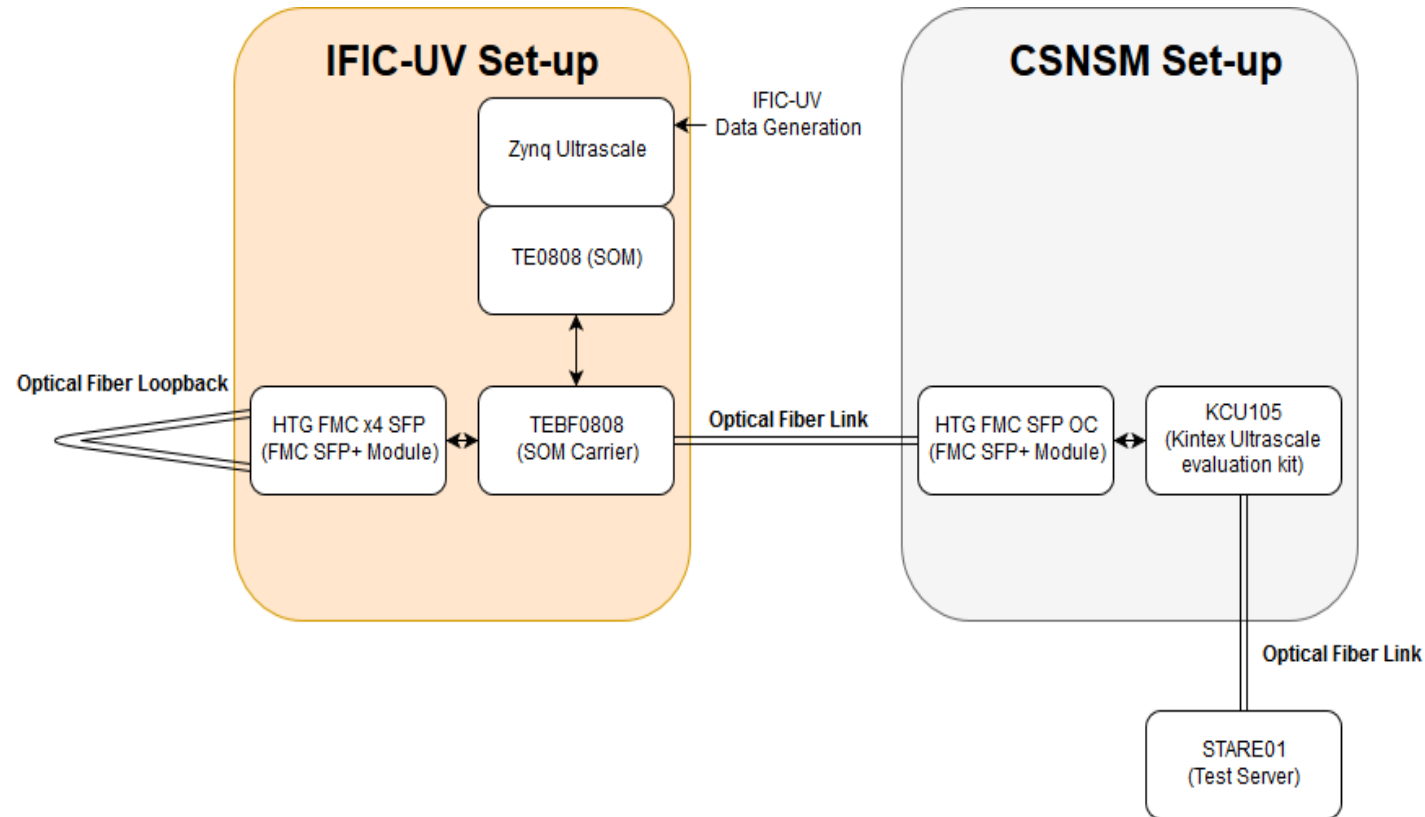 IFIC-UV Set-up
CSNSM Set-up
IFIC-UV
Data Generation
Zynq Ultrascale
TE0808 (SOM)
Optical Fiber Loopback
HTG FMC x4 SFP
(FMC SFP+ Module)
TEBF0808
(SOM Carrier)
Optical Fiber Link
HTG FMC SFP OC
(FMC SFP+ Module)
KCU105
(Kintex Ultrascale
evaluation kit)
Optical Fiber Link
STARE01
(Test Server)